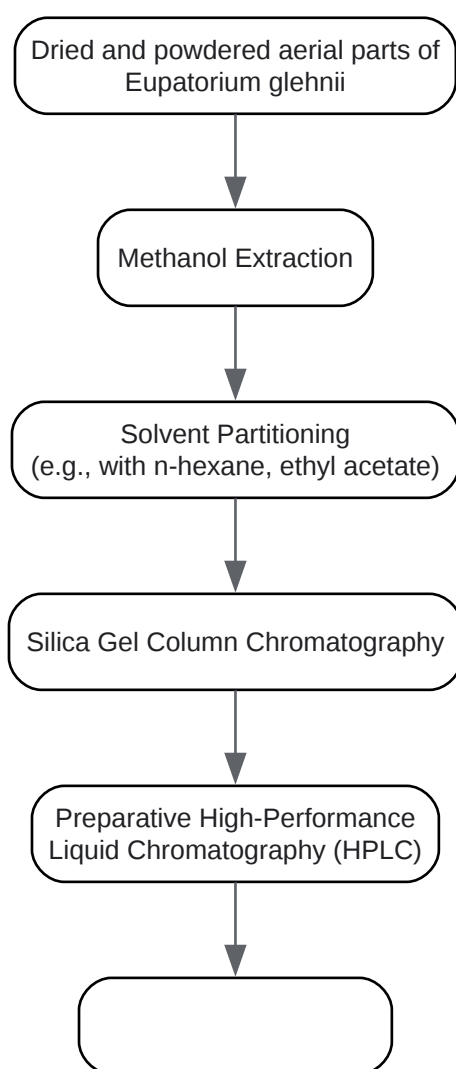 Dried and powdered aerial parts of
Eupatorium glehnii
Methanol Extraction
Solvent Partitioning
(e.g., with n-hexane, ethyl acetate)
Silica Gel Column Chromatography
Preparative High-Performance
Liquid Chromatography (HPLC)